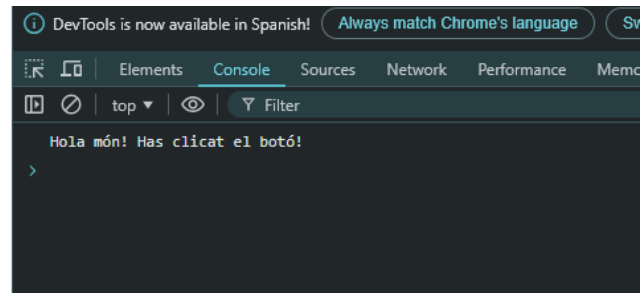 DevTools is now available in Spanish! Always match Chrome's language
Elements Console Sources Network Performance
top Filter
Hola món! Has clicat el botó!